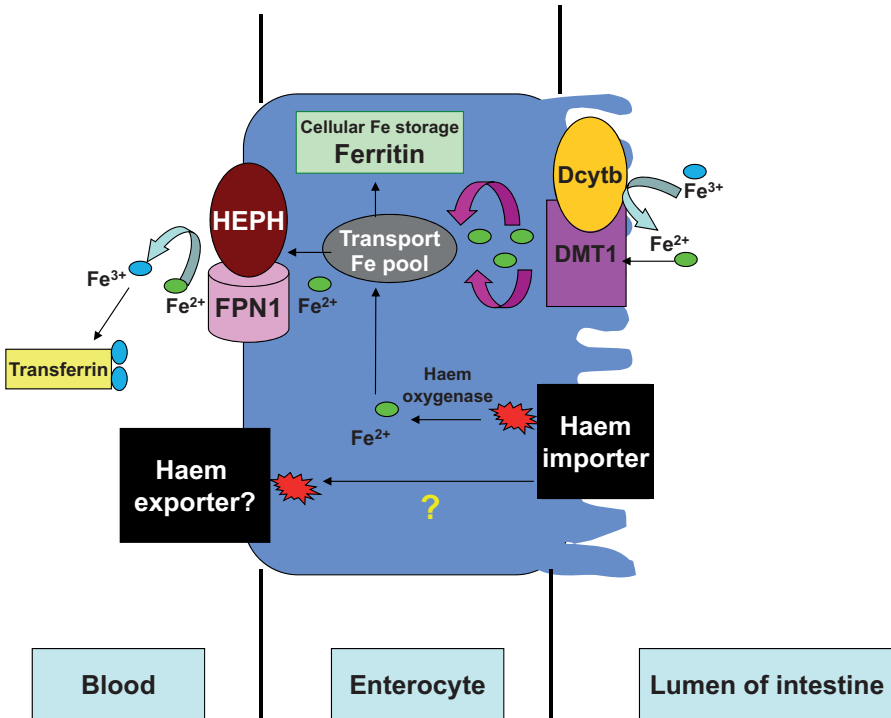 Cellular Fe storage
Ferritin
Dcytb
Fe³⁺
HEPH
Transport
Fe pool
Fe²⁺
DMT1
Fe³⁺
Fe²⁺
FPN1
Fe²⁺
Transferrin
Haem
oxygenase
Fe²⁺
Haem
importer
Haem
exporter?
?
Blood
Enterocyte
Lumen of intestine